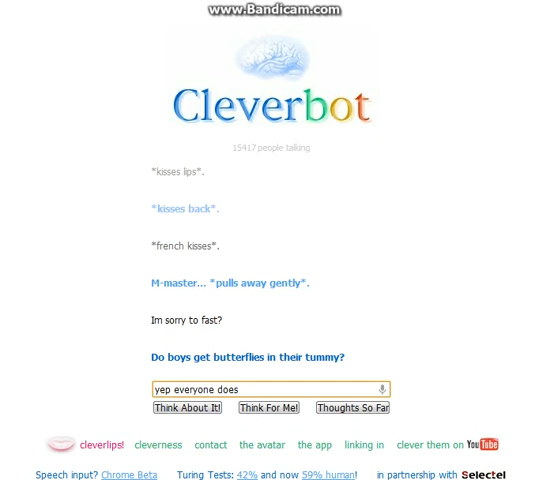 www.Bandicam.com
Cleverbot
15417 people talking
*kisses lips*.
*kisses back*.
*french kisses*.
M-master... *pulls away gently*.
Im sorry to fast?
Do boys get butterflies in their tummy?
yep everyone does
Think About It! Think For Me! Thoughts So Far
cleverlips! cleverness contact the avatar the app linking in clever them on YouTube
Speech input? Chrome Beta Turing Tests: 42% and now 59% human! in partnership with Selectel